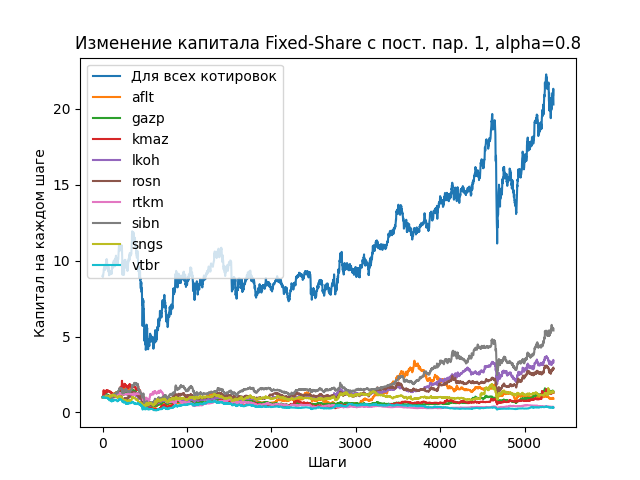 Изменение капитала Fixed-Share с пост. пар. 1, alpha=0.8
Капитал на каждом шаге
20
15
10
5
0
Для всех котировок
aflt
gazp
kmaz
lkoh
rosn
rtkm
sibn
sngs
vtbr
0 1000 2000 3000 4000 5000
Шаги